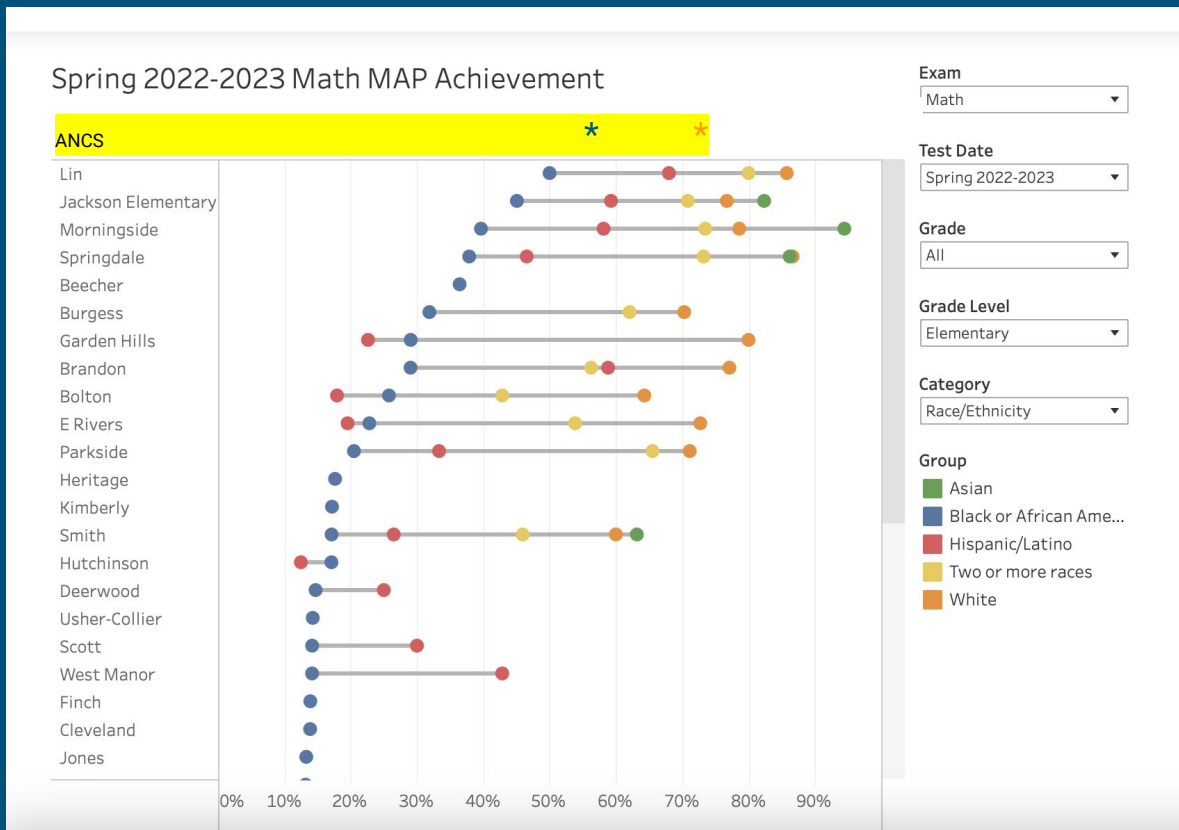 Spring 2022-2023 Math MAP Achievement
ANCS * *
Lin
Jackson Elementary
Morningside
Springdale
Beecher
Burgess
Garden Hills
Brandon
Bolton
E Rivers
Parkside
Heritage
Kimberly
Smith
Hutchinson
Deerwood
Usher-Collier
Scott
West Manor
Finch
Cleveland
Jones
0% 10% 20% 30% 40% 50% 60% 70% 80% 90%
Exam
Math
Test Date
Spring 2022-2023
Grade
All
Grade Level
Elementary
Category
Race/Ethnicity
Group
Asian
Black or African Ame...
Hispanic/Latino
Two or more races
White